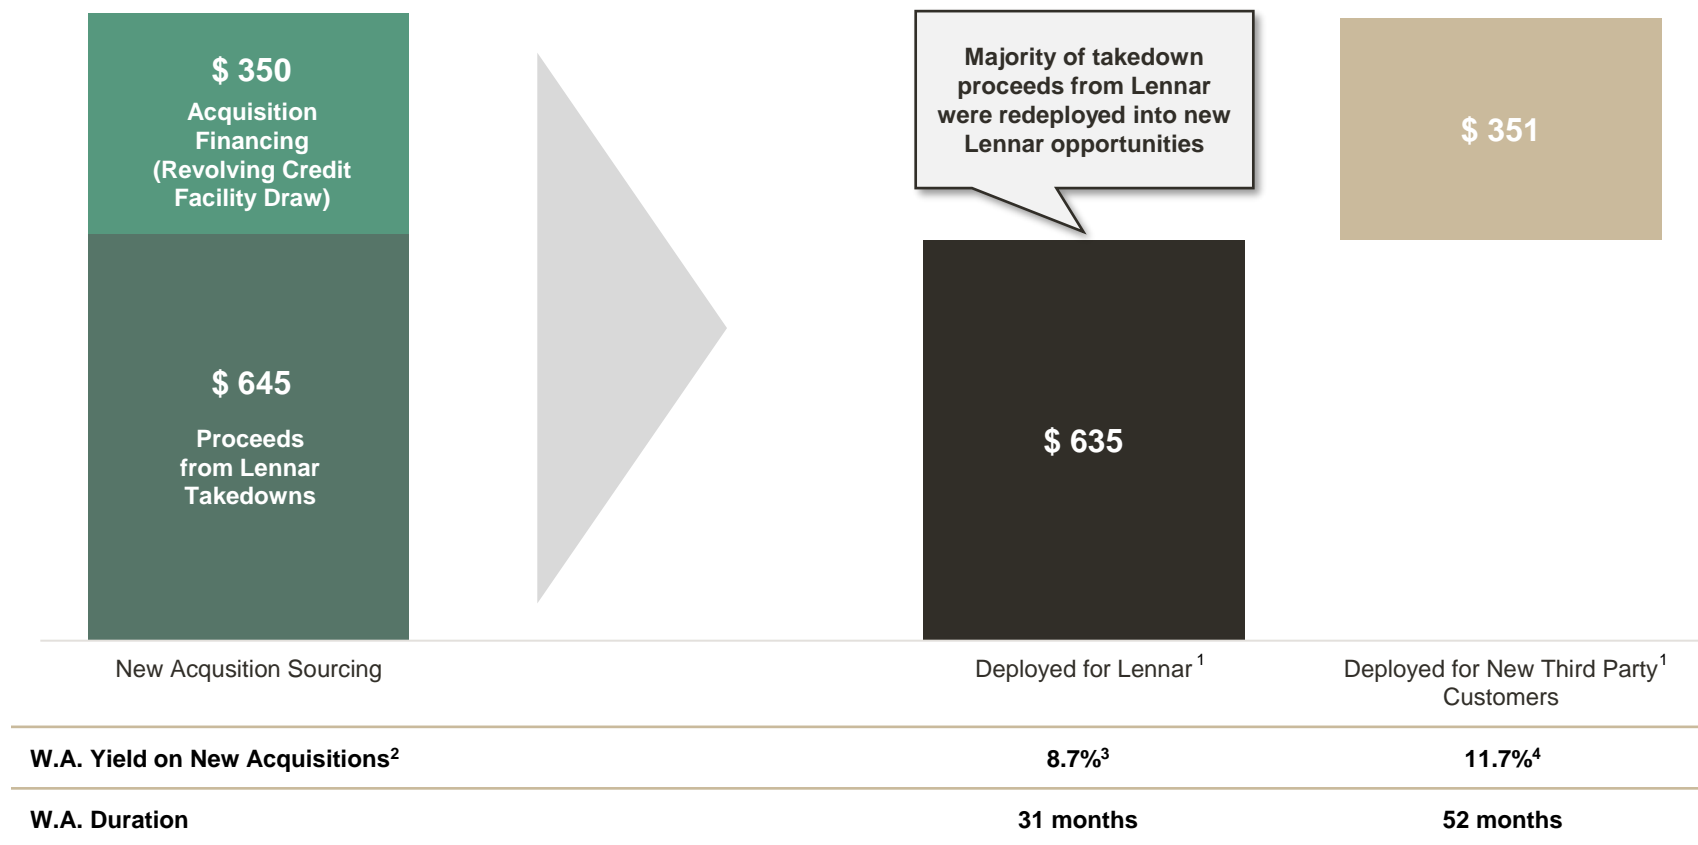 $ 350
Acquisition
Financing
(Revolving Credit
Facility Draw)
$ 645
Proceeds
from Lennar
Takedowns
Majority of takedown
proceeds from Lennar
were redeployed into new
Lennar opportunities
$ 635
$ 351
New Acqusition Sourcing
Deployed for Lennar 1
Deployed for New Third Party 1
Customers
W.A. Yield on New Acquisitions2 8.7%3 11.7%4
W.A. Duration 31 months 52 months